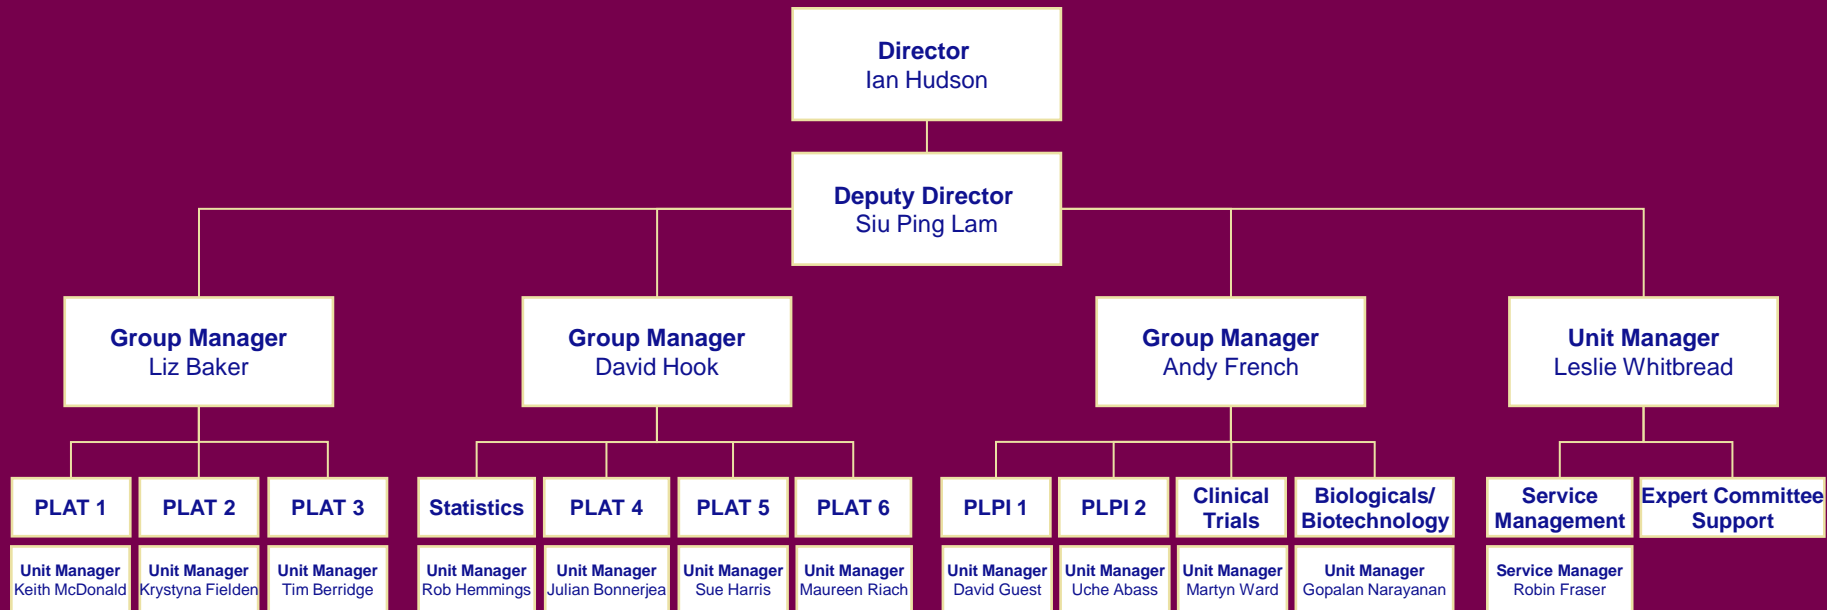 Director
Ian Hudson
Deputy Director
Siu Ping Lam
Group Manager
Liz Baker
Group Manager
David Hook
Group Manager
Andy French
Unit Manager
Leslie Whitbread
PLAT 1
PLAT 2
PLAT 3
Statistics
PLAT 4
PLAT 5
PLAT 6
PLPI 1
PLPI 2
Clinical
Trials
Biologicals/
Biotechnology
Service
Management
Expert Committee
Support
Unit Manager
Keith McDonald
Unit Manager
Krystyna Fielden
Unit Manager
Tim Berridge
Unit Manager
Rob Hemmings
Unit Manager
Julian Bonnerjea
Unit Manager
Sue Harris
Unit Manager
Maureen Riach
Unit Manager
David Guest
Unit Manager
Uche Abass
Unit Manager
Martyn Ward
Unit Manager
Gopalan Narayanan
Service Manager
Robin Fraser